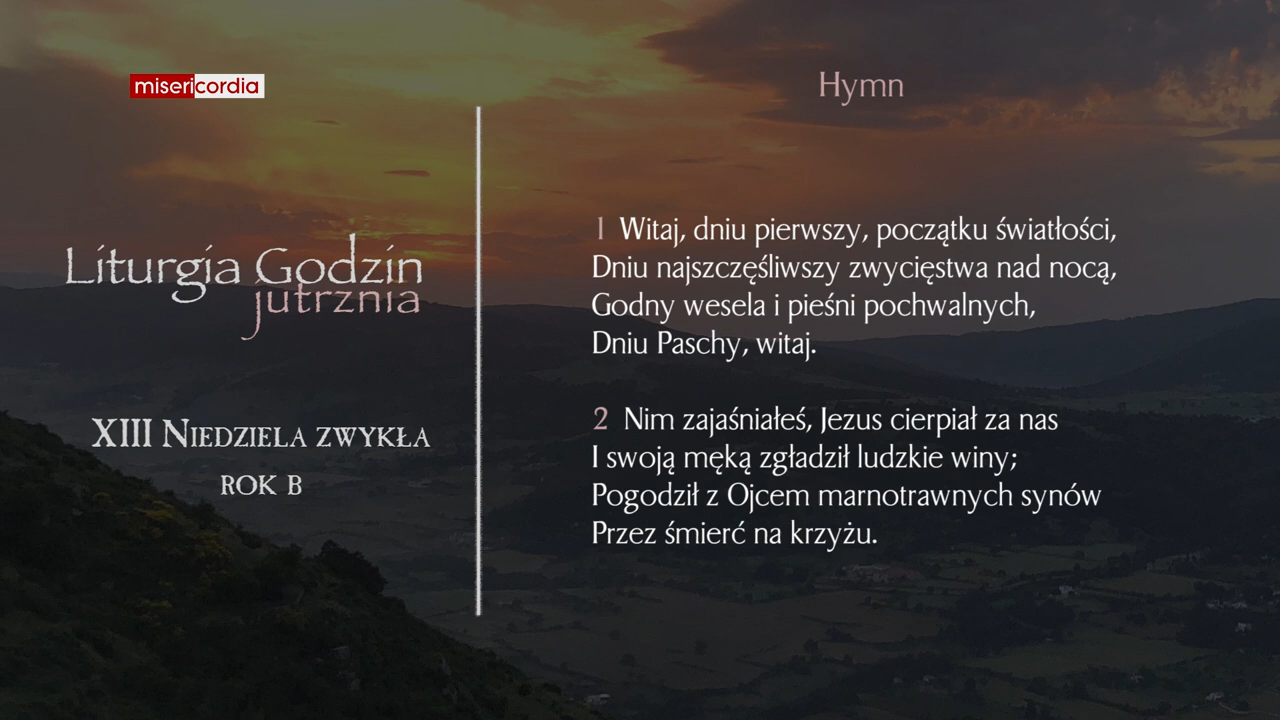 misericordia
Liturgia Godzin
jutrznia
XIII Niedziela zwykła
rok B
Hymn
1 Witaj, dniu pierwszy, początku światłości,
Dniu najszczęśliwszy zwycięstwa nad nocą,
Godny wesela i pieśni pochwalnych,
Dniu Paschy, witaj.
2 Nim zajaśniałeś, Jezus cierpiał za nas
I swoją męką zgładził ludzkie winy;
Pogodził z Ojcem marnotrawnych synów
Przez śmierć na krzyżu.